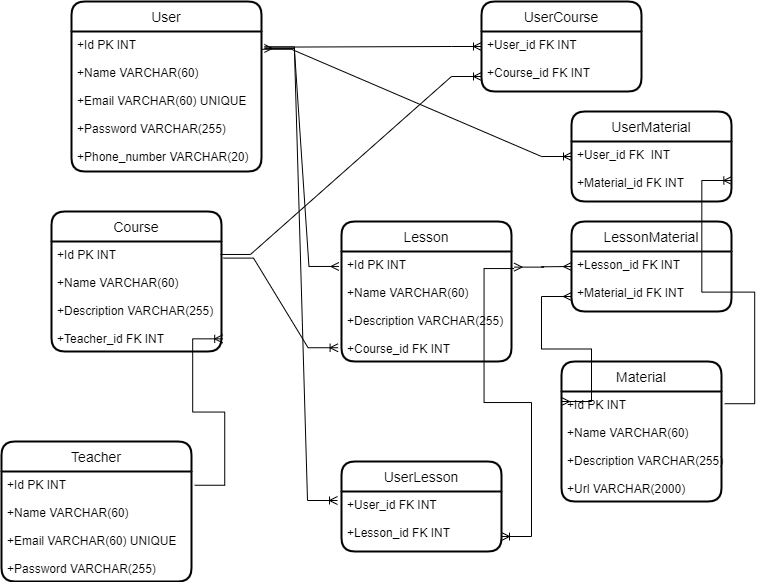 User
+Id PK INT
+Name VARCHAR(60)
+Email VARCHAR(60) UNIQUE
+Password VARCHAR(255)
+Phone_number VARCHAR(20)
UserCourse
+User_id FK INT
+Course_id FK INT
UserMaterial
+User_id FK  INT
+Material_id FK INT
Course
+Id PK INT
+Name VARCHAR(60)
+Description VARCHAR(255)
+Teacher_id FK INT
Lesson
+Id PK INT
+Name VARCHAR(60)
+Description VARCHAR(255)
+Course_id FK INT
LessonMaterial
+Lesson_id FK INT
+Material_id FK INT
Material
+Id PK INT
+Name VARCHAR(60)
+Description VARCHAR(255)
+Url VARCHAR(2000)
Teacher
+Id PK INT
+Name VARCHAR(60)
+Email VARCHAR(60) UNIQUE
+Password VARCHAR(255)
UserLesson
+User_id FK INT
+Lesson_id FK INT